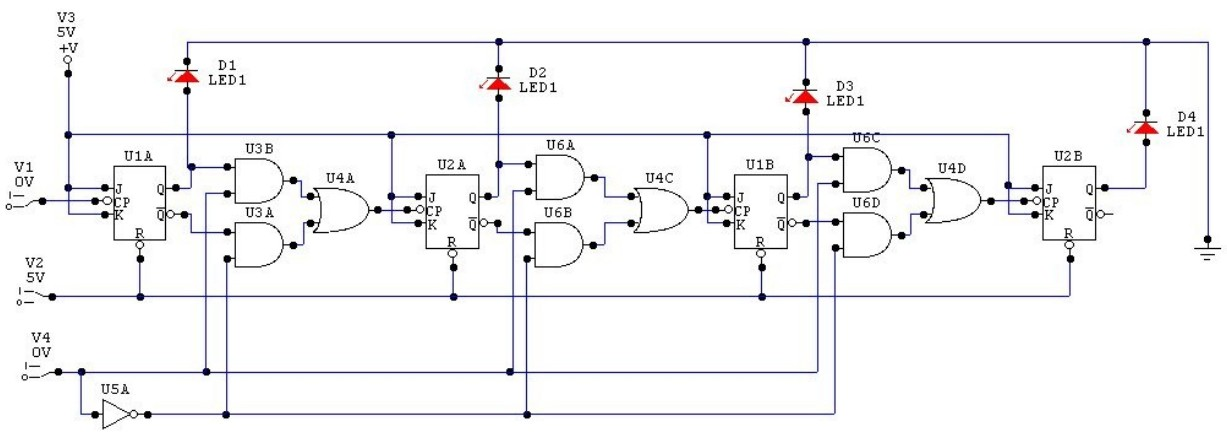 V3
5V
+V
D1
LED1
D2
LED1
D3
LED1
D4
LED1
V1
0V
U1A
J
CP
K
Q
Q
R
U3B
U3A
U4A
U2A
J
CP
K
Q
Q
R
U6A
U6B
U4C
U1B
J
CP
K
Q
Q
R
U6C
U6D
U4D
U2B
J
CP
K
Q
Q
R
V2
5V
V4
0V
U5A